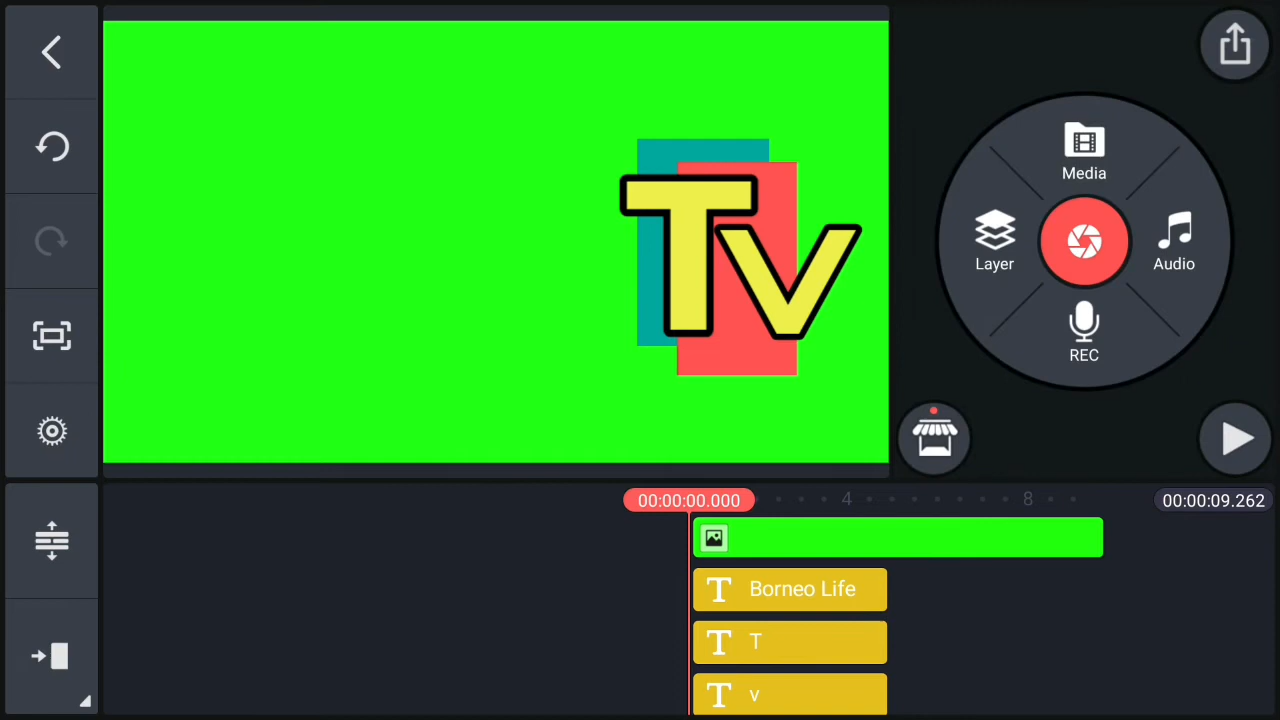 Tv
Media
Layer
Audio
REC
00:00:00.000
4
8
00:00:09.262
T Borneo Life
T T
T v